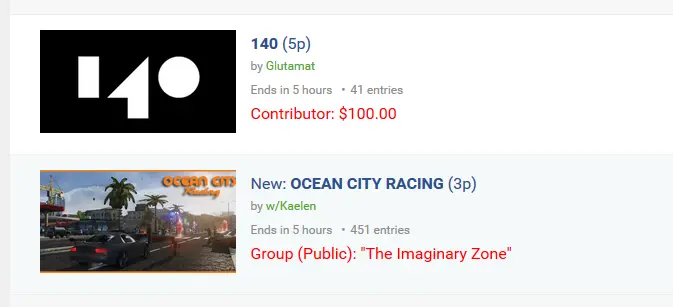 140
140 (5p)
by Glutamat
Ends in 5 hours • 41 entries
Contributor: $100.00
OCEAN CITY
Racing
New: OCEAN CITY RACING (3p)
by w/Kaelen
Ends in 5 hours • 451 entries
Group (Public): "The Imaginary Zone"